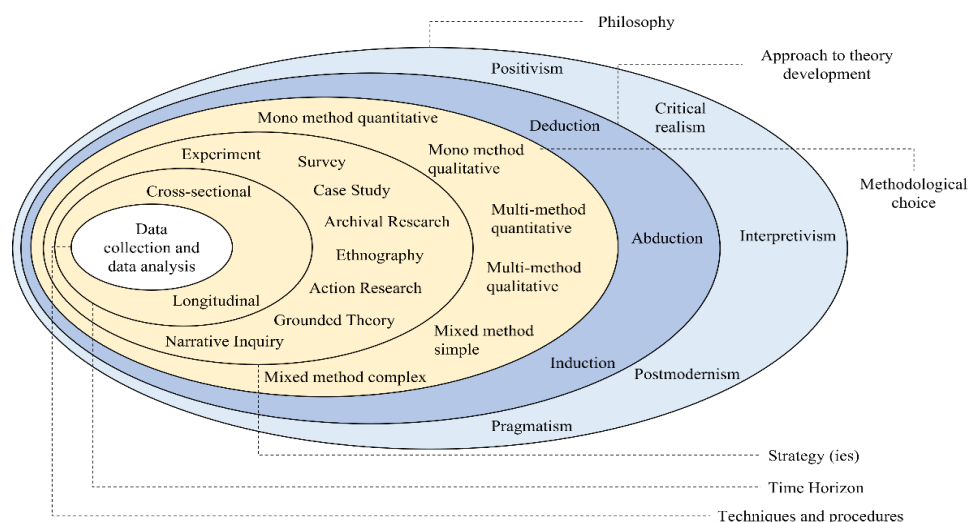 Philosophy
Approach to theory
development
Positivism
Critical
realism
Deduction
Mono method quantitative
Mono method
qualitative
Methodological
choice
Experiment
Survey
Cross-sectional
Case Study
Archival Research
Multi-method
quantitative
Data
collection and
data analysis
Abduction
Interpretivism
Ethnography
Multi-method
qualitative
Action Research
Longitudinal
Grounded Theory
Mixed method
simple
Narrative Inquiry
Induction
Postmodernism
Mixed method complex
Pragmatism
Strategy (ies)
Time Horizon
Techniques and procedures